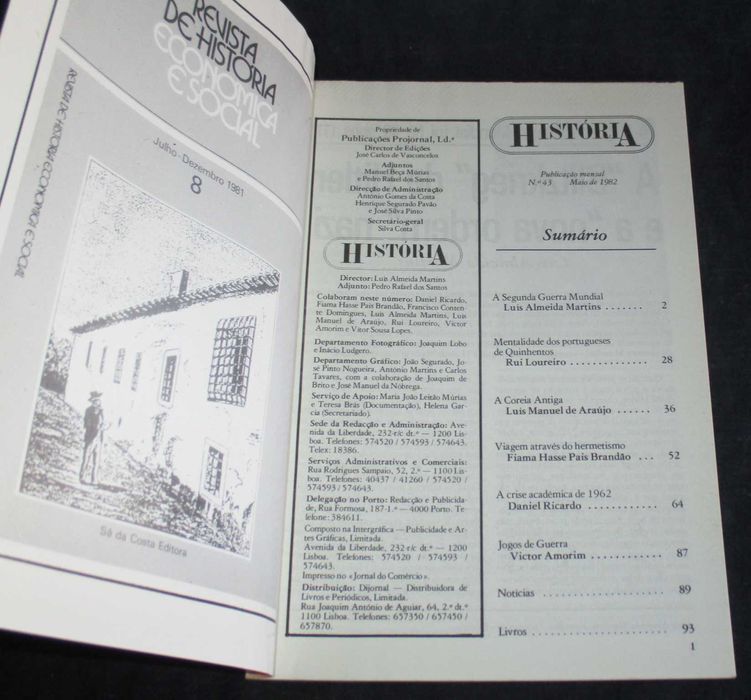 REVISTA
DE HISTÓRIA
ECONÓMICA
E SOCIAL
REVISTA DE HISTÓRIA ECONÓMICA E SOCIAL
Julho-Dezembro 1981
8
Sá da Costa Editora
Propriedade de
Publicações Projornal, Ld.ª
Director de Edições
José Carlos de Vasconcelos
Adjuntos
Manuel Beça Múrias
e Pedro Rafael dos Santos
Direcção de Administração
António Gomes da Costa
Henrique Segurado Pavão
e José Silva Pinto
Secretário-geral
Silva Costa
HISTÓRIA
Director: Luís Almeida Martins
Adjunto: Pedro Rafael dos Santos
Colaboram neste número: Daniel Ricardo,
Fiama Hasse Pais Brandão, Francisco Conten-
te Domingues, Luís Almeida Martins, Luís
Manuel de Araújo, Rui Loureiro, Victor
Amorim e Vítor Sousa Lopes.
Departamento Fotográfico: Joaquim Lobo
e Inácio Ludgero.
Departamento Gráfico: João Segurado, Jo-
sé Pinto Nogueira, António Martins e Carlos
Tavares, com a colaboração de Joaquim de
Brito e José Manuel da Nóbrega.
Serviço de Apoio: Maria João Leitão Múrias
e Teresa Brás (Documentação), Helena Gar-
cia (Secretariado).
Sede da Redacção e Administração: Ave-
nida da Liberdade, 232 r/c dt.º — 1200 Lis-
boa. Telefones: 574520 / 574593 / 574643.
Telex: 18386.
Serviços Administrativos e Comerciais:
Rua Rodrigues Sampaio, 52, 2.º — 1100 Lis-
boa. Telefones: 40437 / 41260 / 574520 /
574593 / 574643.
Delegação no Porto: Redacção e Publicida-
de, Rua Formosa, 187-1.º — 4000 Porto. Te-
lefone: 384611.
Composto na Intergráfica — Publicidade e Ar-
tes Gráficas, Limitada.
Avenida da Liberdade, 232 r/c dt.º — 1200
Lisboa. Telefones: 574520 / 574593 /
574643.
Impresso no «Jornal do Comércio».
Distribuição: Dijornal — Distribuidora de
Livros e Periódicos, Limitada.
Rua Joaquim António de Aguiar, 64, 2.º dt.º
1100 Lisboa. Telefones: 657350 / 657450 /
657870.
HISTÓRIA
Publicação mensal
N.º 43 Maio de 1982
Sumário
A Segunda Guerra Mundial
Luís Almeida Martins ....... 2
Mentalidade dos portugueses
de Quinhentos
Rui Loureiro ............... 28
A Coreia Antiga
Luís Manuel de Araújo ...... 36
Viagem através do hermetismo
Fiama Hasse Pais Brandão ... 52
A crise académica de 1962
Daniel Ricardo ............. 64
Jogos de Guerra
Victor Amorim ............ 87
Notícias .................. 89
Livros .................... 93
1